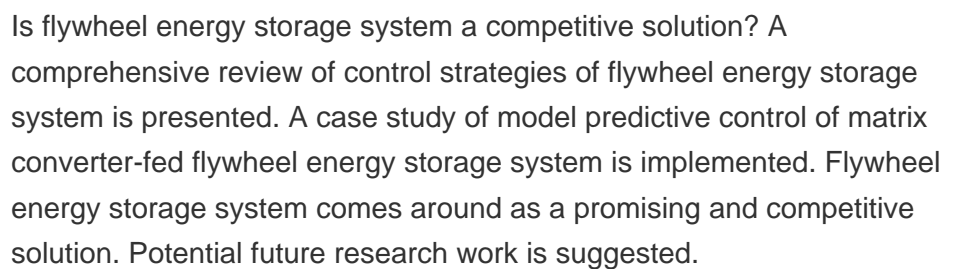 Is flywheel energy storage system a competitive solution? A
comprehensive review of control strategies of flywheel energy storage
system is presented. A case study of model predictive control of matrix
converter-fed flywheel energy storage system is implemented. Flywheel
energy storage system comes around as a promising and competitive
solution. Potential future research work is suggested.